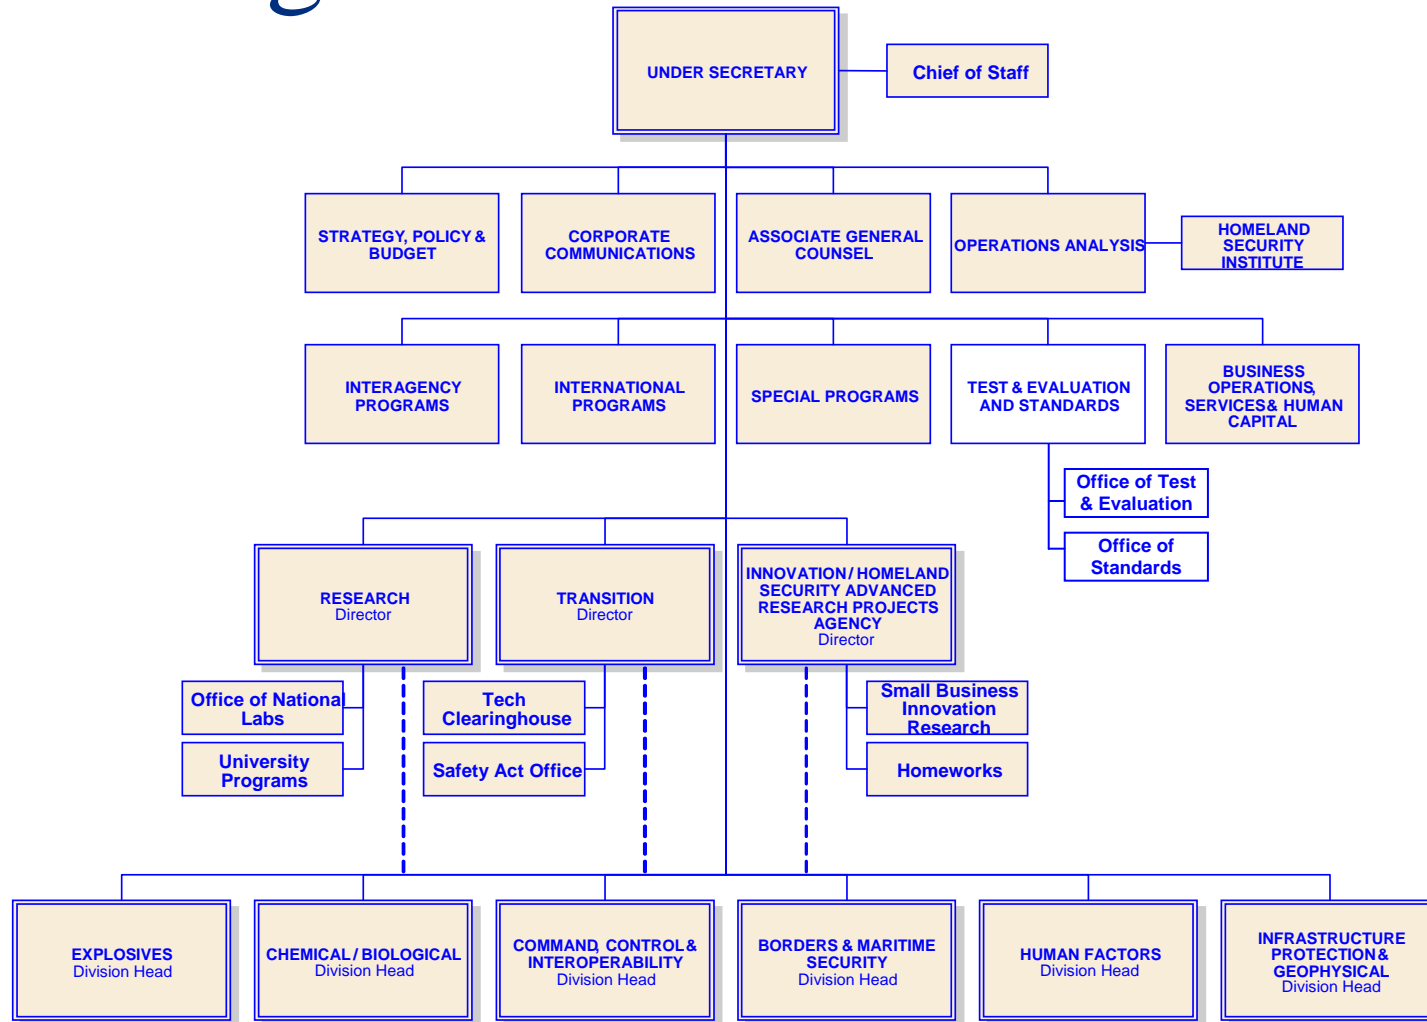 UNDER SECRETARY
Chief of Staff
STRATEGY, POLICY &
BUDGET
CORPORATE
COMMUNICATIONS
ASSOCIATE GENERAL
COUNSEL
OPERATIONS ANALYSIS
HOMELAND
SECURITY
INSTITUTE
INTERAGENCY
PROGRAMS
INTERNATIONAL
PROGRAMS
SPECIAL PROGRAMS
TEST & EVALUATION
AND STANDARDS
BUSINESS
OPERATIONS,
SERVICES & HUMAN
CAPITAL
Office of Test
& Evaluation
Office of
Standards
RESEARCH
Director
TRANSITION
Director
INNOVATION / HOMELAND
SECURITY ADVANCED
RESEARCH PROJECTS
AGENCY
Director
Office of National
Labs
University
Programs
Tech
Clearinghouse
Safety Act Office
Small Business
Innovation
Research
Homeworks
EXPLOSIVES
Division Head
CHEMICAL / BIOLOGICAL
Division Head
COMMAND, CONTROL &
INTEROPERABILITY
Division Head
BORDERS & MARITIME
SECURITY
Division Head
HUMAN FACTORS
Division Head
INFRASTRUCTURE
PROTECTION &
GEOPHYSICAL
Division Head